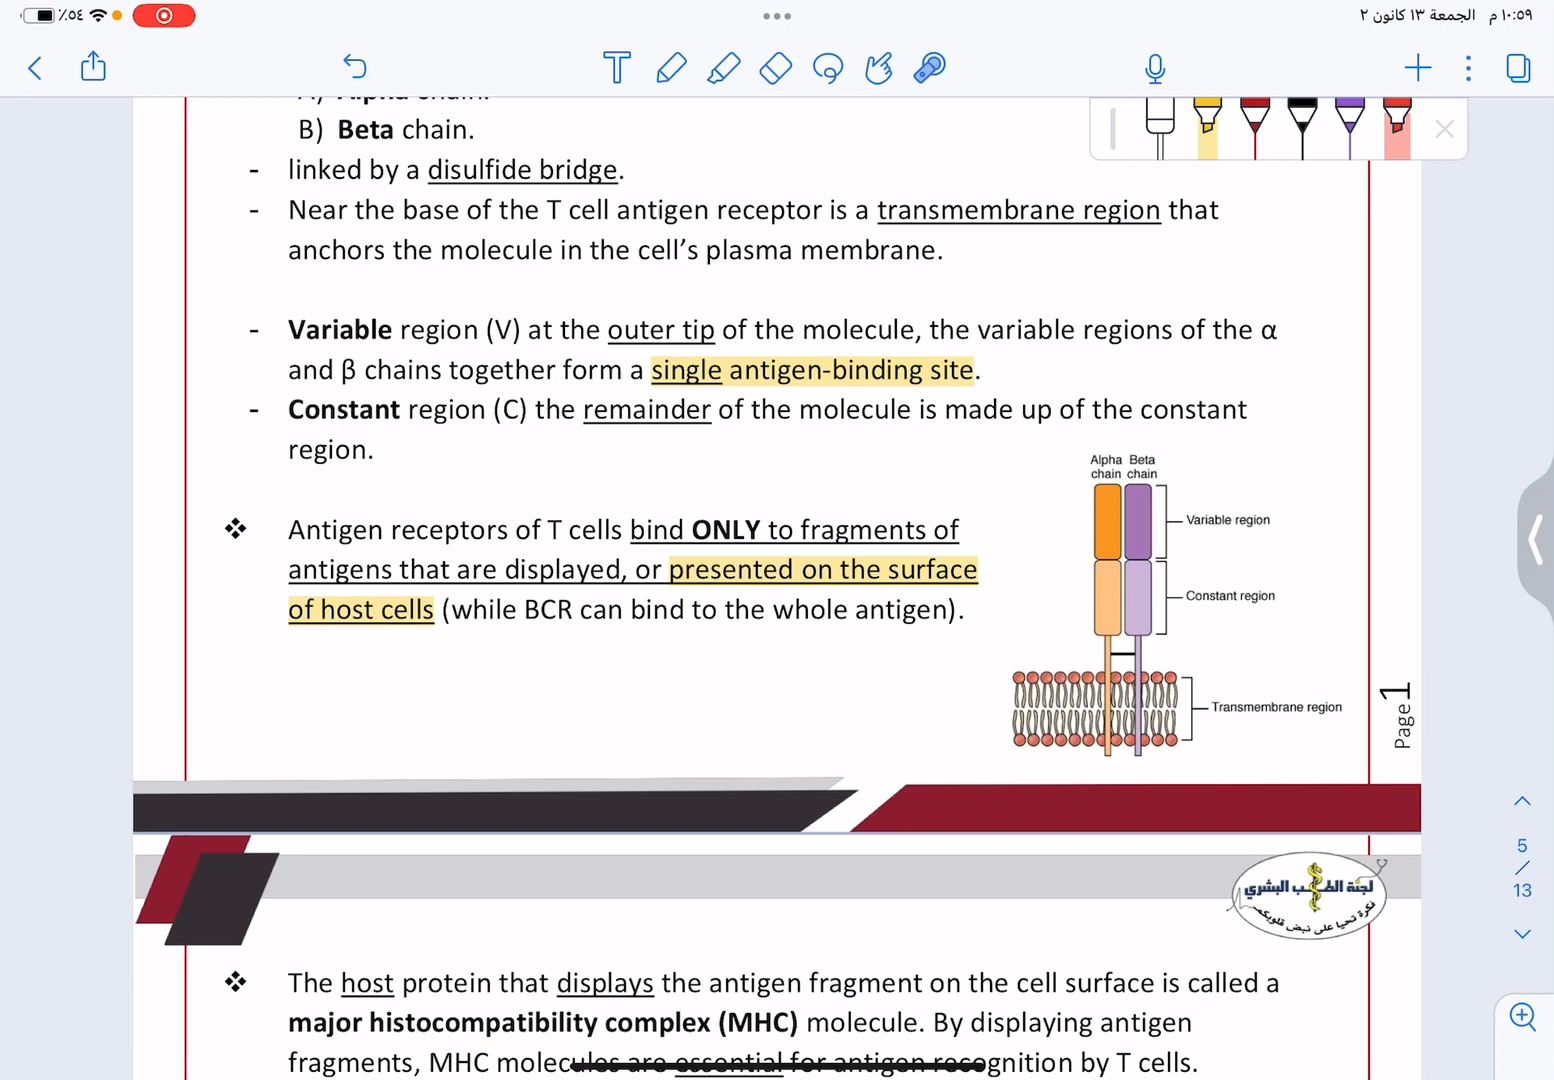 ٪٥٤
١٠:٥٩ م الجمعة ١٣ كانون ٢
B) Beta chain.
- linked by a disulfide bridge.
- Near the base of the T cell antigen receptor is a transmembrane region that
anchors the molecule in the cell’s plasma membrane.
- Variable region (V) at the outer tip of the molecule, the variable regions of the α
and β chains together form a single antigen-binding site.
- Constant region (C) the remainder of the molecule is made up of the constant
region.
❖ Antigen receptors of T cells bind ONLY to fragments of
antigens that are displayed, or presented on the surface
of host cells (while BCR can bind to the whole antigen).
Alpha Beta
chain chain
Variable region
Constant region
Transmembrane region
Page 1
5
/
13
لجنة الطب البشري
فكرة تحيا على نبض قلوبكم
❖ The host protein that displays the antigen fragment on the cell surface is called a
major histocompatibility complex (MHC) molecule. By displaying antigen
fragments, MHC molecules are essential for antigen recognition by T cells.